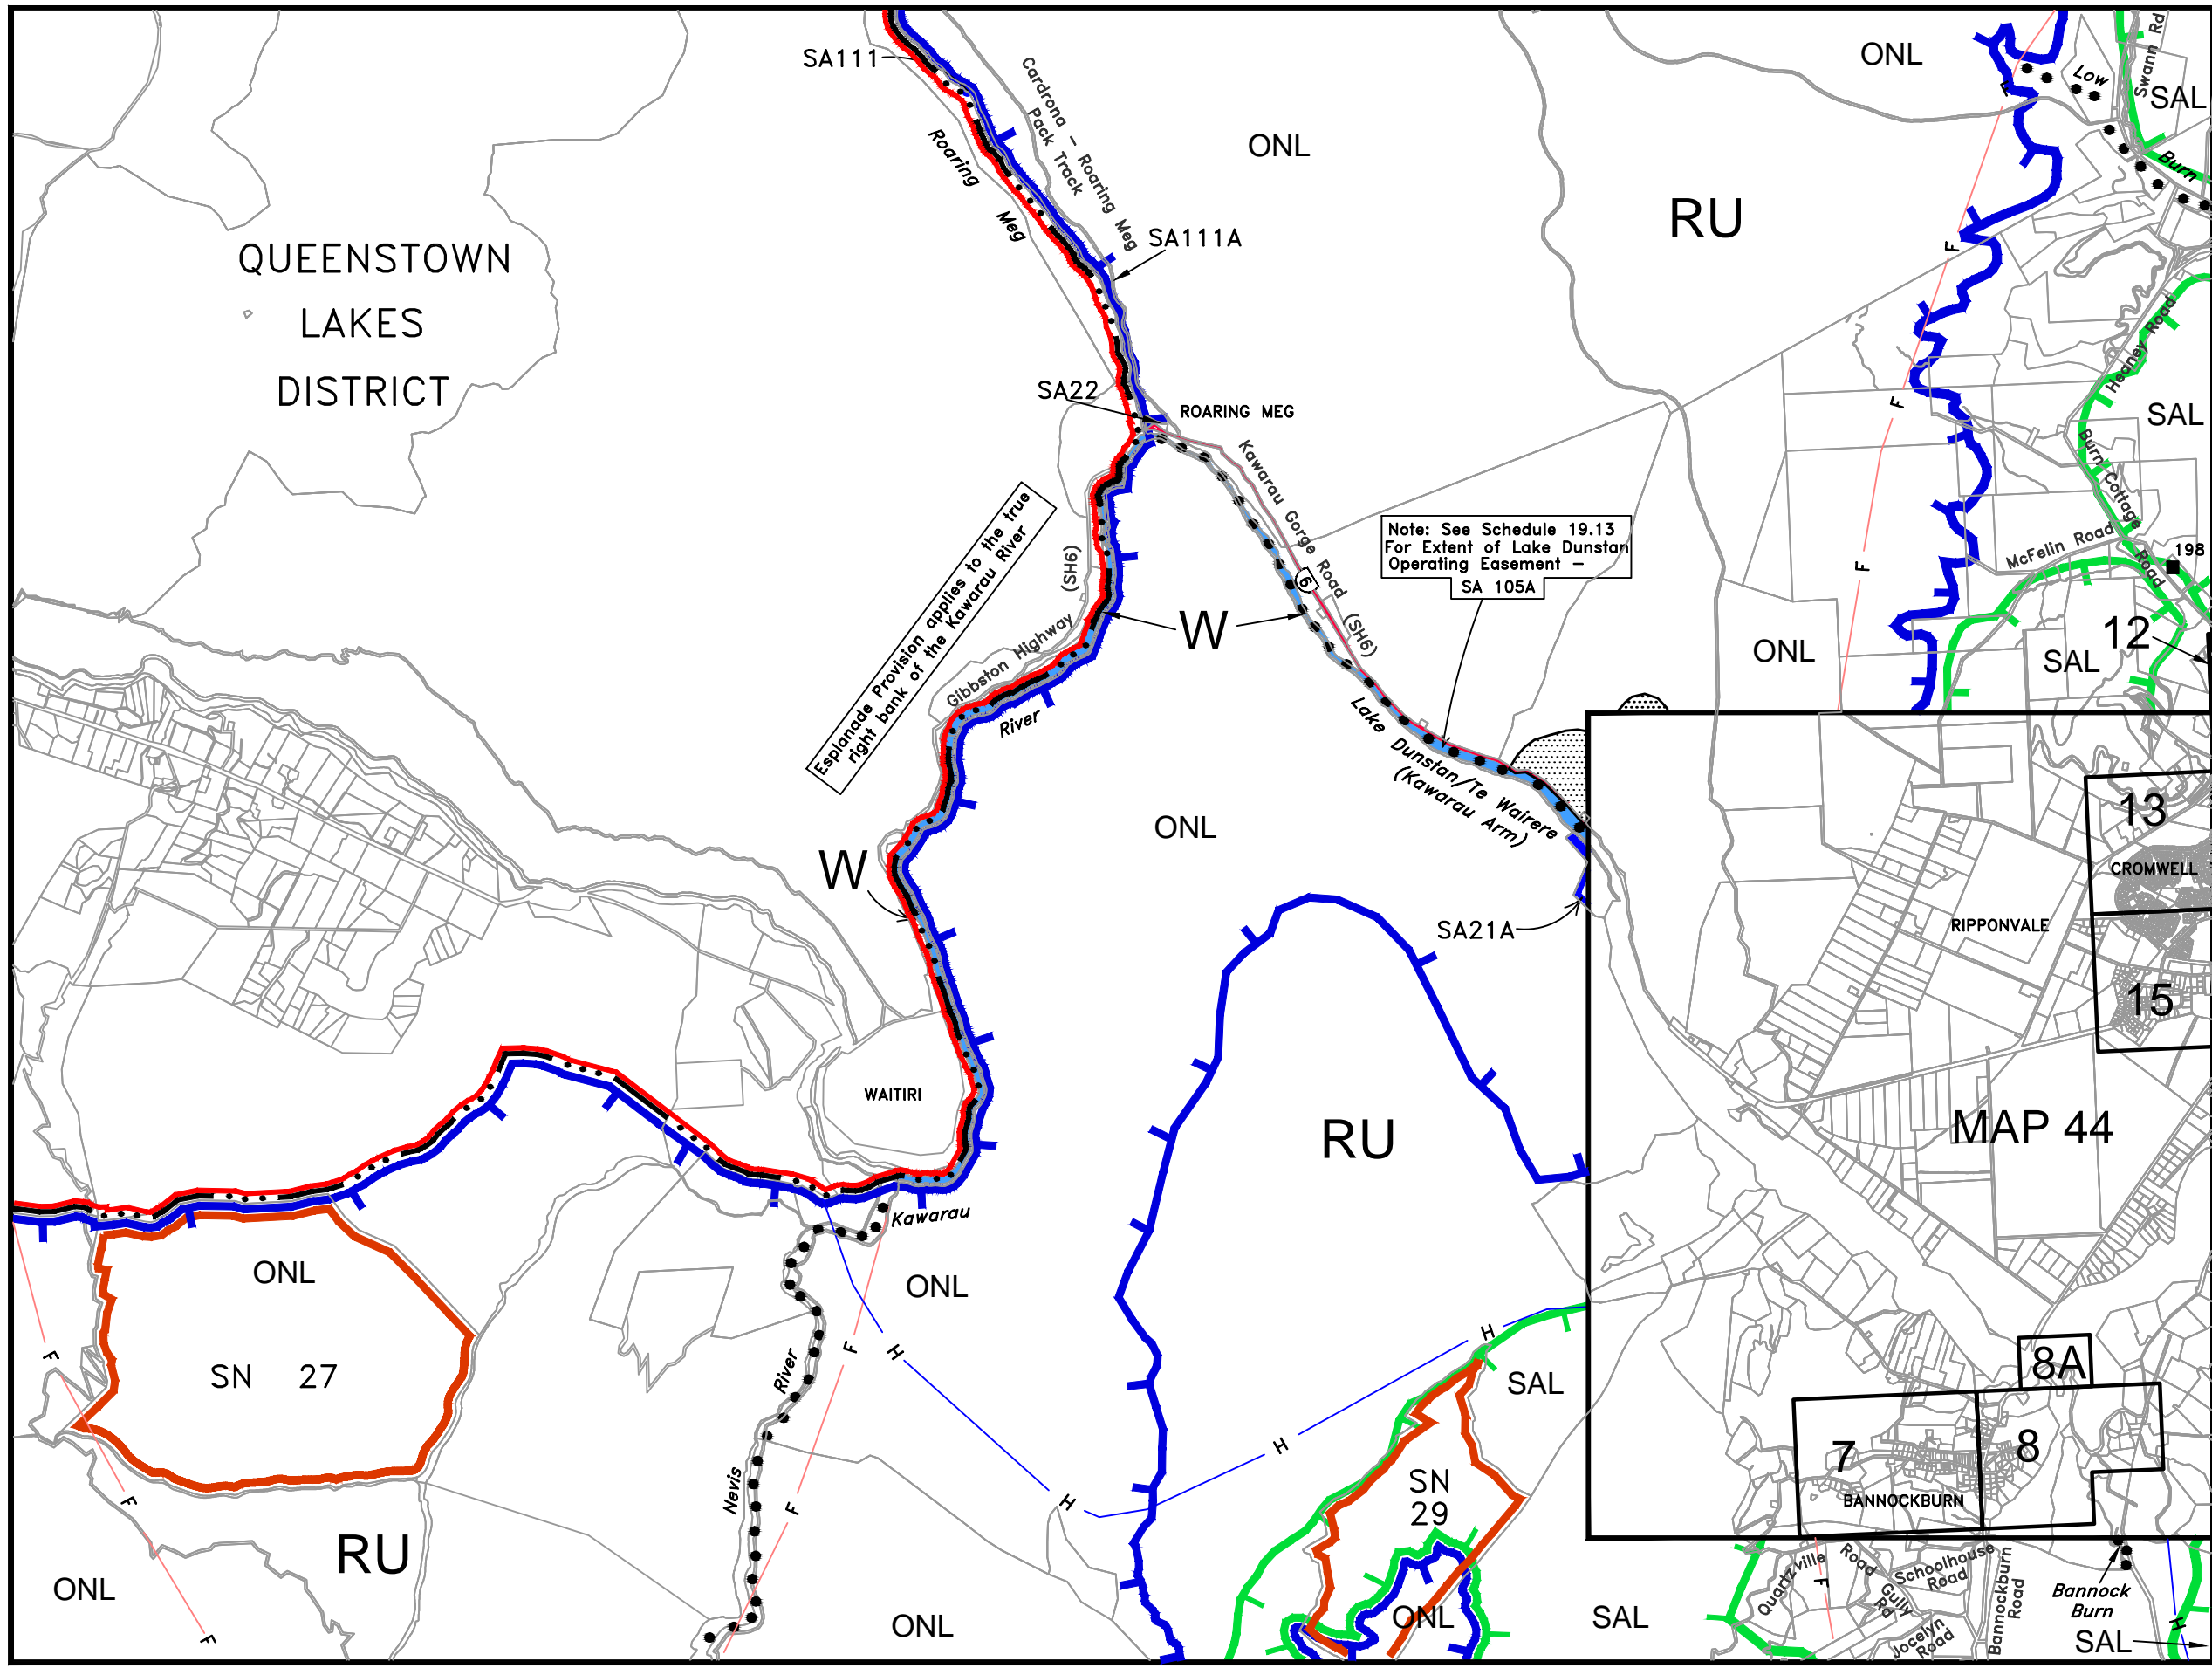 SA111
Cardrona - Roaring Meg
Pack Track
ONL
Low
Swann Rd
SAL
Burn
Roaring Meg
ONL
RU
QUEENSTOWN
LAKES
DISTRICT
SA111A
F
F
F
F
Heaney Road
SA22
ROARING MEG
SAL
Burn Cottage Road
Kawarau Gorge Road (SH6)
6
Esplanade Provision applies to the true
right bank of the Kawarau River
(SH6)
Gibbston Highway
River
Note: See Schedule 19.13
For Extent of Lake Dunstan
Operating Easement -
SA 105A
McFelin Road
198
W
12
ONL
SAL
Lake Dunstan/Te Wairere
(Kawarau Arm)
ONL
W
13
CROMWELL
SA21A
RIPPONVALE
15
WAITIRI
RU
MAP 44
Kawarau
ONL
ONL
SN 27
F
F
F
F
F
H
H
H
H
River
Nevis
SAL
8A
SN
29
7
8
BANNOCKBURN
RU
ONL
ONL
ONL
SAL
Quartzville Road
F
Gully Rd
Schoolhouse
Road
Jocelyn
Road
Bannockburn
Road
Bannock
Burn
H
SAL